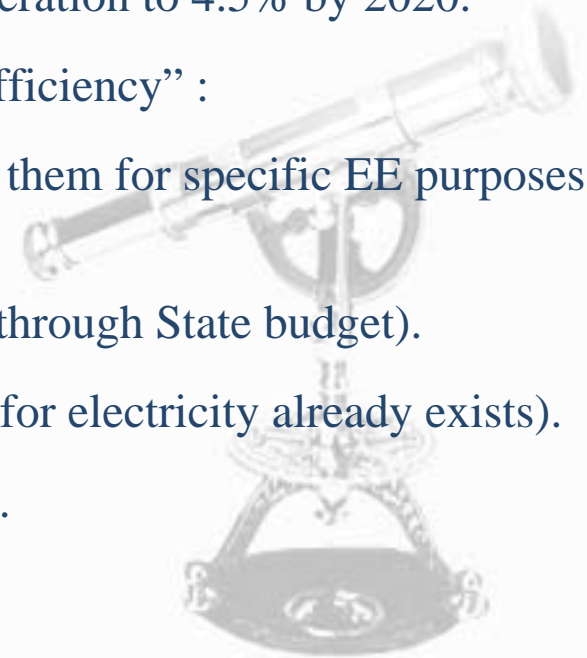 eration to 4.5% by 2020.
fficiency” :
them for specific EE purposes
through State budget).
for electricity already exists).
.